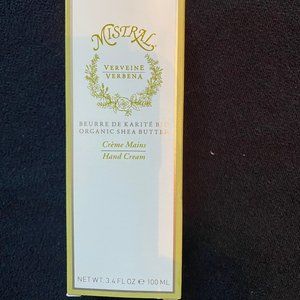 MISTRAL
VERVEINE
VERBENA
BEURRE DE KARITÉ BIO
ORGANIC SHEA BUTTER
Crème Mains
Hand Cream
NET WT. 3.4 FL OZ ℮ 100 ML